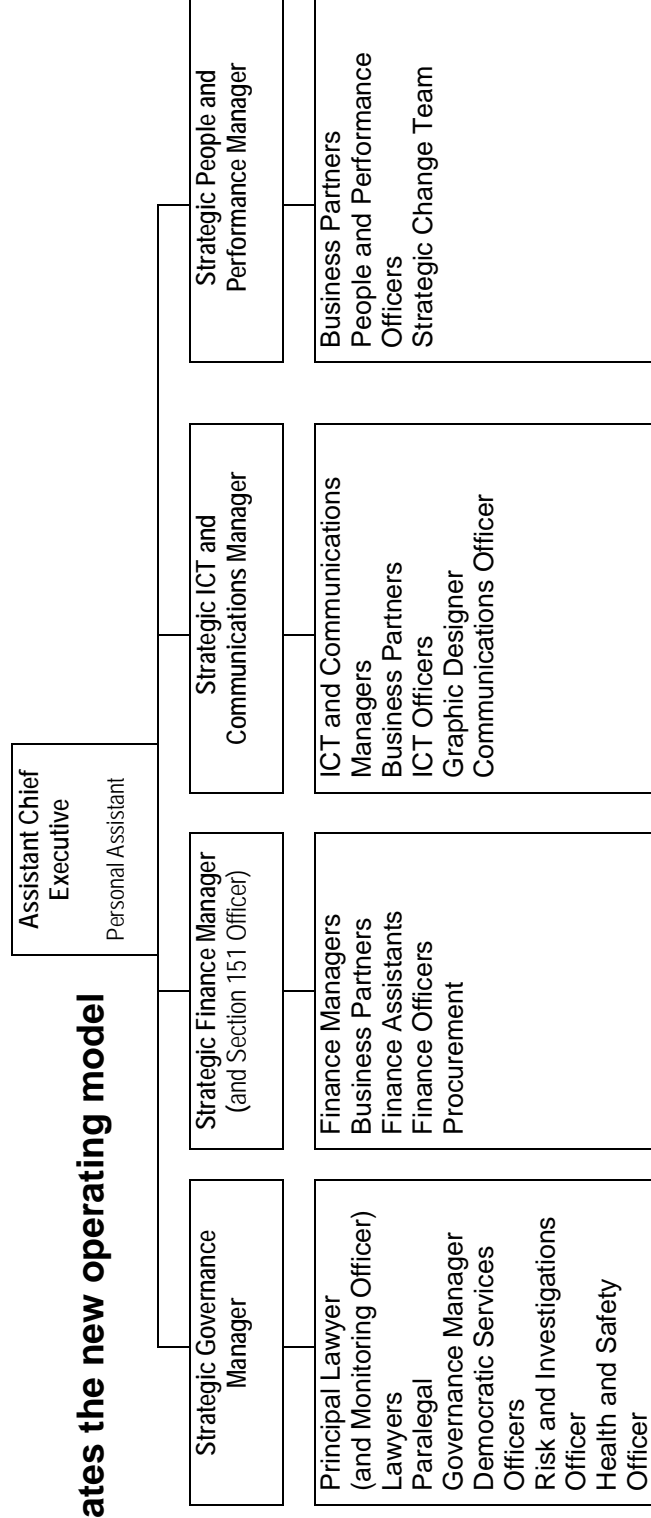 ates the new operating model
Assistant Chief
Executive
Personal Assistant
Strategic Governance
Manager
Strategic Finance Manager
(and Section 151 Officer)
Strategic ICT and
Communications Manager
Strategic People and
Performance Manager
Principal Lawyer
(and Monitoring Officer)
Lawyers
Paralegal
Governance Manager
Democratic Services
Officers
Risk and Investigations
Officer
Health and Safety
Officer
Finance Managers
Business Partners
Finance Assistants
Finance Officers
Procurement
ICT and Communications
Managers
Business Partners
ICT Officers
Graphic Designer
Communications Officer
Business Partners
People and Performance
Officers
Strategic Change Team